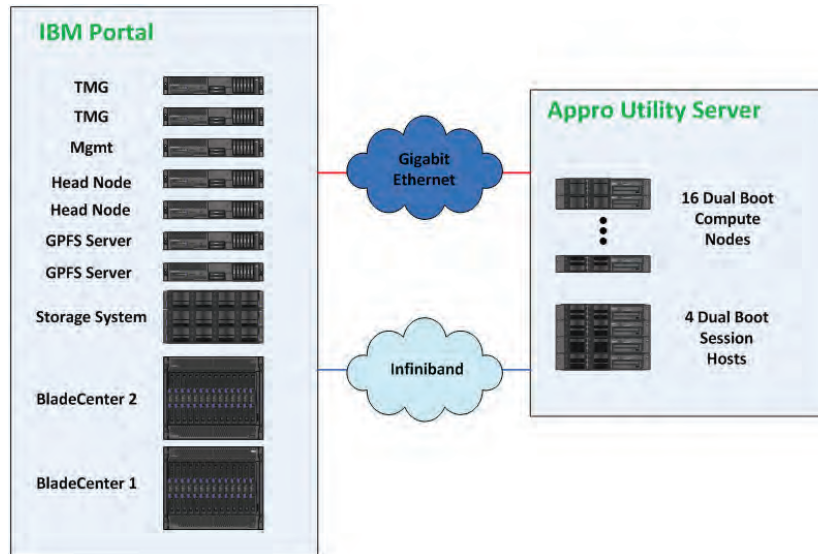 IBM Portal
TMG
TMG
Mgmt
Head Node
Head Node
GPFS Server
GPFS Server
Storage System
BladeCenter 2
BladeCenter 1
Gigabit
Ethernet
Infiniband
Appro Utility Server
16 Dual Boot
Compute
Nodes
4 Dual Boot
Session
Hosts